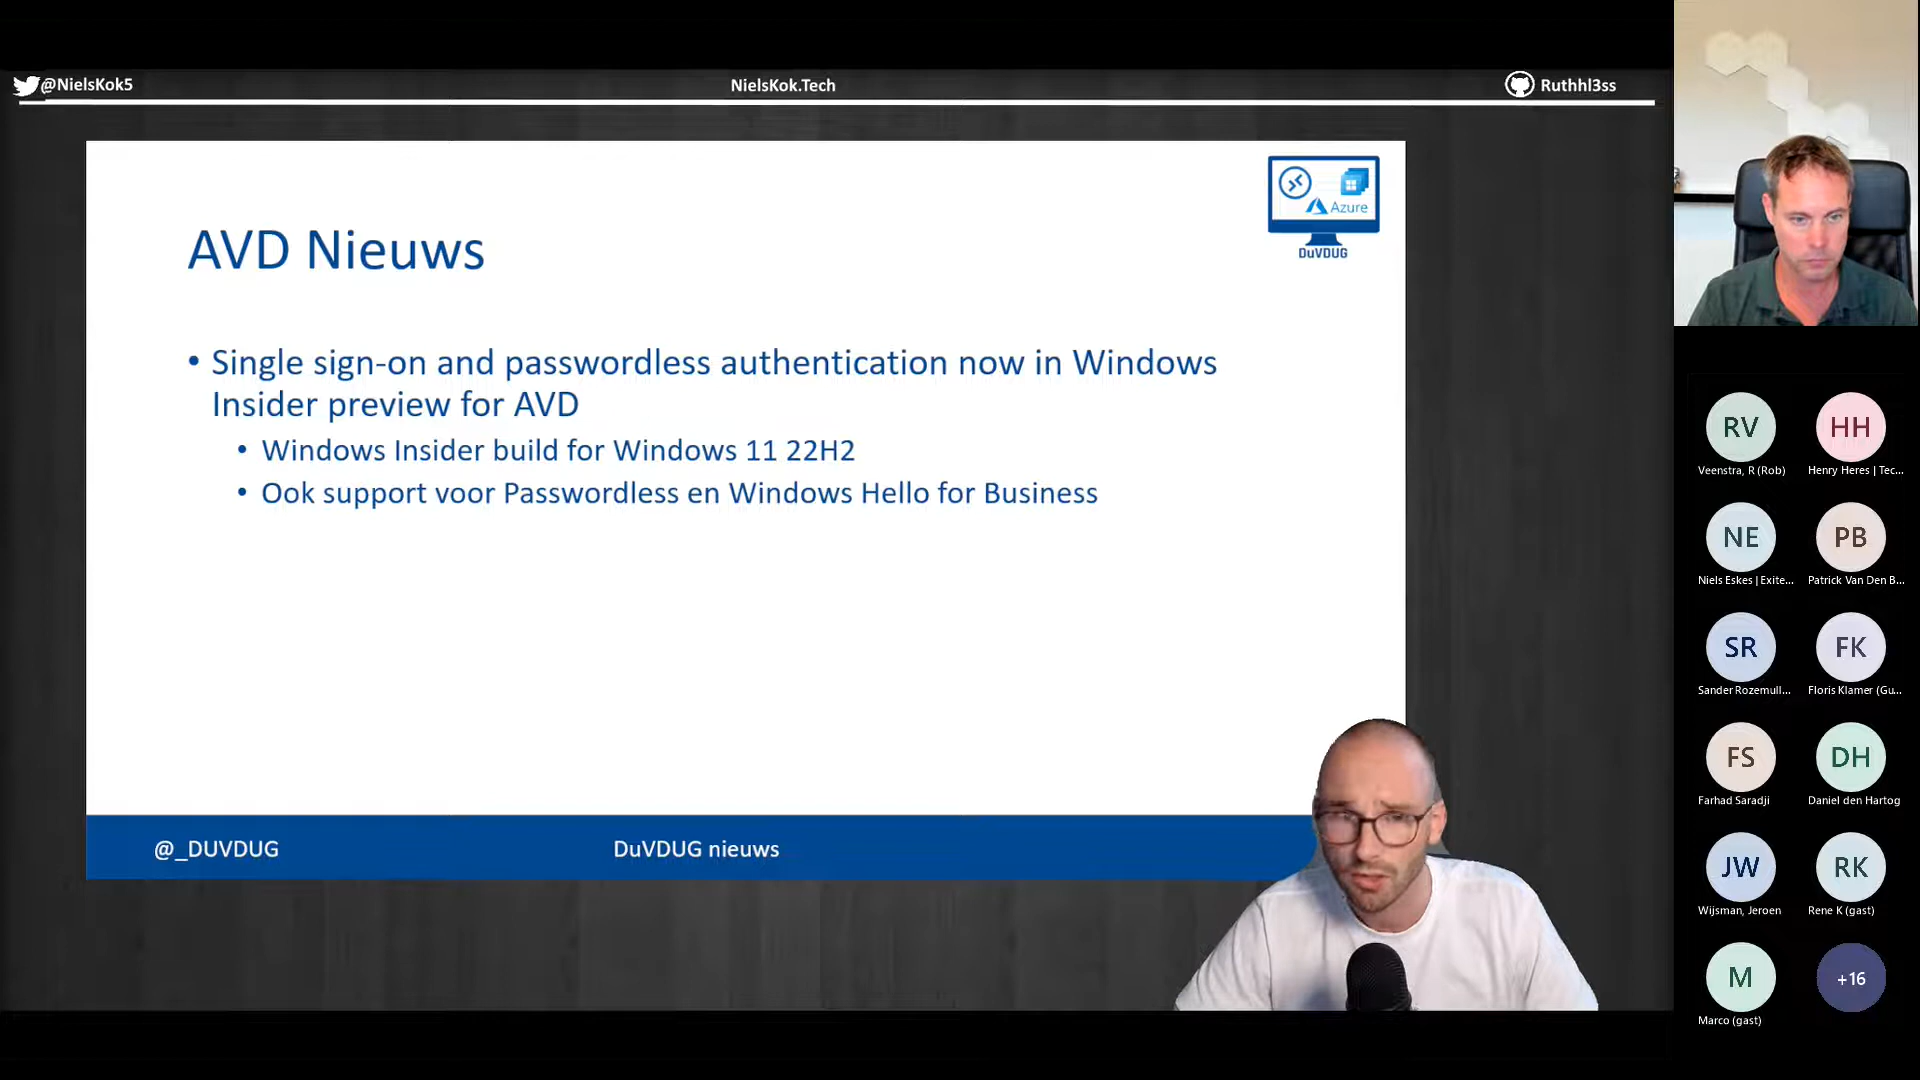 @NielsKok5
NielsKok.Tech
Ruthhl3ss
Azure
DuVDUG
AVD Nieuws
• Single sign-on and passwordless authentication now in Windows
Insider preview for AVD
• Windows Insider build for Windows 11 22H2
• Ook support voor Passwordless en Windows Hello for Business
@_DUVDUG
DuVDUG nieuws
RV
HH
Veenstra, R (Rob)
Henry Heres | Tec...
NE
PB
Niels Eskes | Exite...
Patrick Van Den B...
SR
FK
Sander Rozemull...
Floris Klamer (Gu...
FS
DH
Farhad Saradji
Daniel den Hartog
JW
RK
Wijsman, Jeroen
Rene K (gast)
M
+16
Marco (gast)